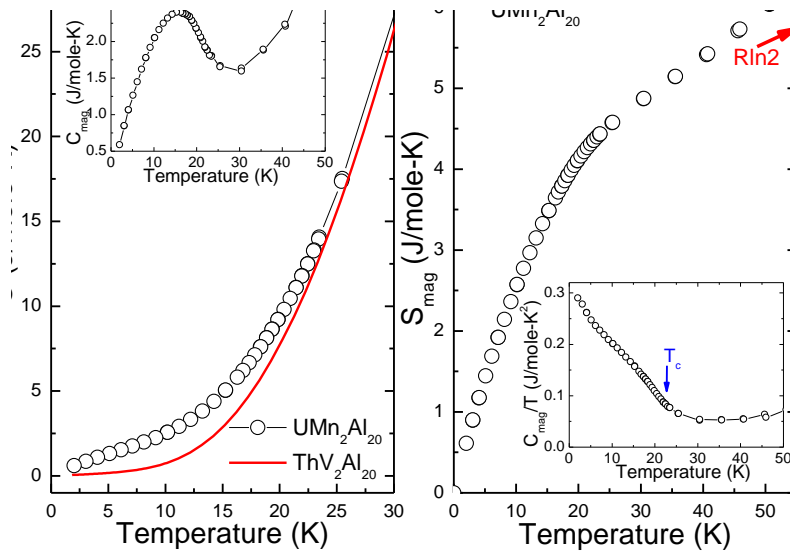 25
20
15
10
5
0
0 5 10 15 20 25 30
Temperature (K)
UMn₂Al₂₀
ThV₂Al₂₀
2.0
1.5
1.0
0.5
0 10 20 30 40 50
C_mag (J/mole-K)
Temperature (K)
UMn₂Al₂₀
RIn2
6
5
4
3
2
1
0
0 10 20 30 40 50
S_mag (J/mole-K)
Temperature (K)
0.3
0.2
0.1
0.0
0 10 20 30 40 50
C_mag/T (J/mole-K²)
Temperature (K)
T_c